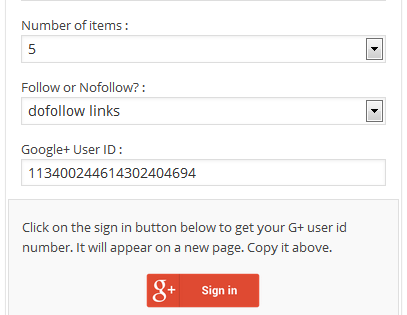 Number of items :
5
Follow or Nofollow? :
dofollow links
Google+ User ID :
113400244614302404694
Click on the sign in button below to get your G+ user id
number. It will appear on a new page. Copy it above.
g+ Sign in